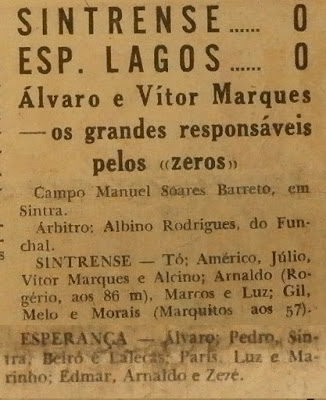 SINTRENSE...... 0
ESP. LAGOS...... 0
Álvaro e Vítor Marques
— os grandes responsáveis
pelos «zeros»
Campo Manuel Soares Barreto, em
Sintra.
Árbitro: Albino Rodrigues, do Fun-
chal.
SINTRENSE — Tó; Américo, Júlio,
Vítor Marques e Alcino; Arnaldo (Ro-
gério, aos 86 m), Marcos e Luz; Gil,
Melo e Morais (Marquitos aos 57).
ESPERANÇA — Álvaro; Pedro, Sin-
tra, Beiró e Lalecas; Paris, Luz e Ma-
rinho; Edmar, Arnaldo e Zezé.